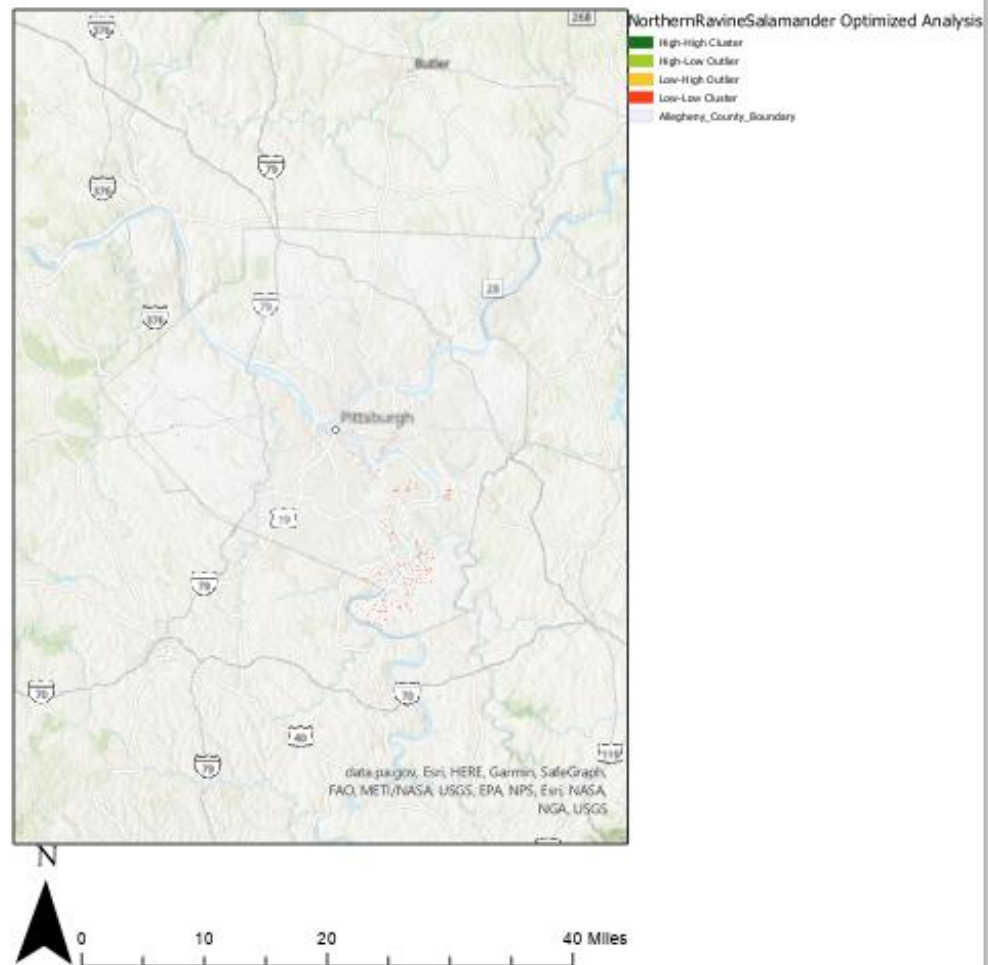 376
268
NorthernRavineSalamander Optimized Analysis
High-High Cluster
High-Low Outlier
Low-High Outlier
Low-Low Cluster
Allegheny_County_Boundary
Butler
79
376
28
79
376
Pittsburgh
19
79
70
70
40
119
79
data.pa.gov, Esri, HERE, Garmin, SafeGraph,
FAO, METI/NASA, USGS, EPA, NPS, Esri, NASA,
NGA, USGS
N
0 10 20 40 Miles